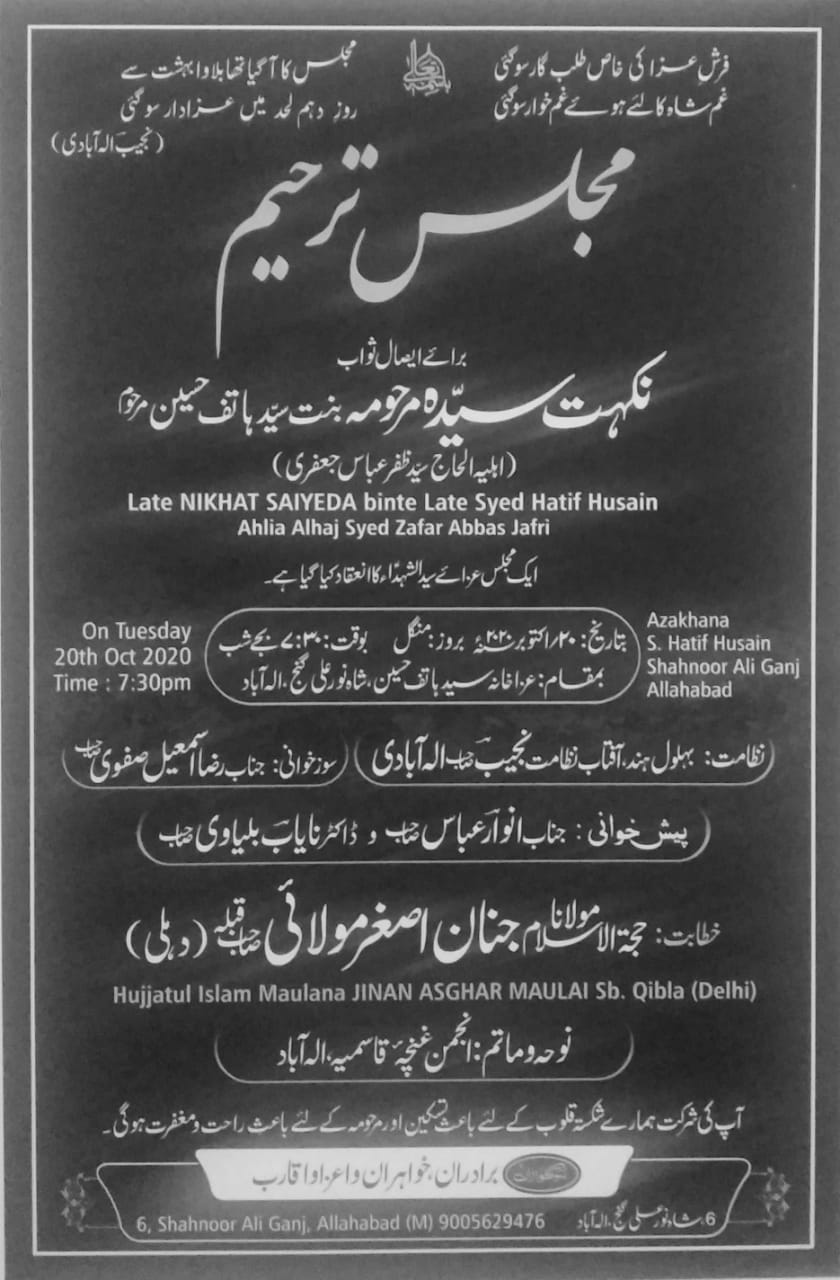 فرشِ عزا کی خاص طلب گار سو گئی
مجلس کا آ گیا تھا بلاوا بہشت سے
غم شاہ کا لئے ہوئے غم خوار سو گئی
روزِ دہم لحد میں عزادار سو گئی
(نجیب الہ آبادی)
مجلس ترحیم
برائے ایصال ثواب
نکہت سیّدہ مرحومہ بنت سیّد ہاتف حسین مرحوم
(اہلیہ الحاج سیّد ظفر عباس جعفری)
Late NIKHAT SAIYEDA binte Late Syed Hatif Husain
Ahlia Alhaj Syed Zafar Abbas Jafri
ایک مجلس عزائے سید الشہداؑء کا انعقاد کیا گیا ہے۔
On Tuesday
20th Oct 2020
Time : 7:30pm
بتاریخ: ۲۰؍اکتوبر ۲۰۲۰ء بروز: منگل بوقت: ۷:۳۰ بجے شب
بمقام: عزاخانہ سید ہاتف حسین، شاہ نور علی گنج، الہ آباد
Azakhana
S. Hatif Husain
Shahnoor Ali Ganj
Allahabad
نظامت: بہلول ہند، آفتاب نظامت نجیبؔ صاحب الہ آبادی
سوزخوانی: جناب رضا اسمعیل صفوی صاحب
پیش خوانی: جناب انوارؔ عباس صاحب و ڈاکٹر نایابؔ بلیاوی صاحب
خطابت: حجۃ الاسلام مولانا جنان اصغر مولائی صاحب قبلہ (دہلی)
Hujjatul Islam Maulana JINAN ASGHAR MAULAI Sb. Qibla (Delhi)
نوحہ و ماتم: انجمن غنچۂ قاسمیہ، الہ آباد
آپ کی شرکت ہمارے شکستہ قلوب کے لئے باعث تسکین اور مرحومہ کے لئے باعث راحت و مغفرت ہوگی۔
برادران، خواہران و اعزا و اقارب
6, Shahnoor Ali Ganj, Allahabad (M) 9005629476
6، شاہ نور علی گنج، الہ آباد